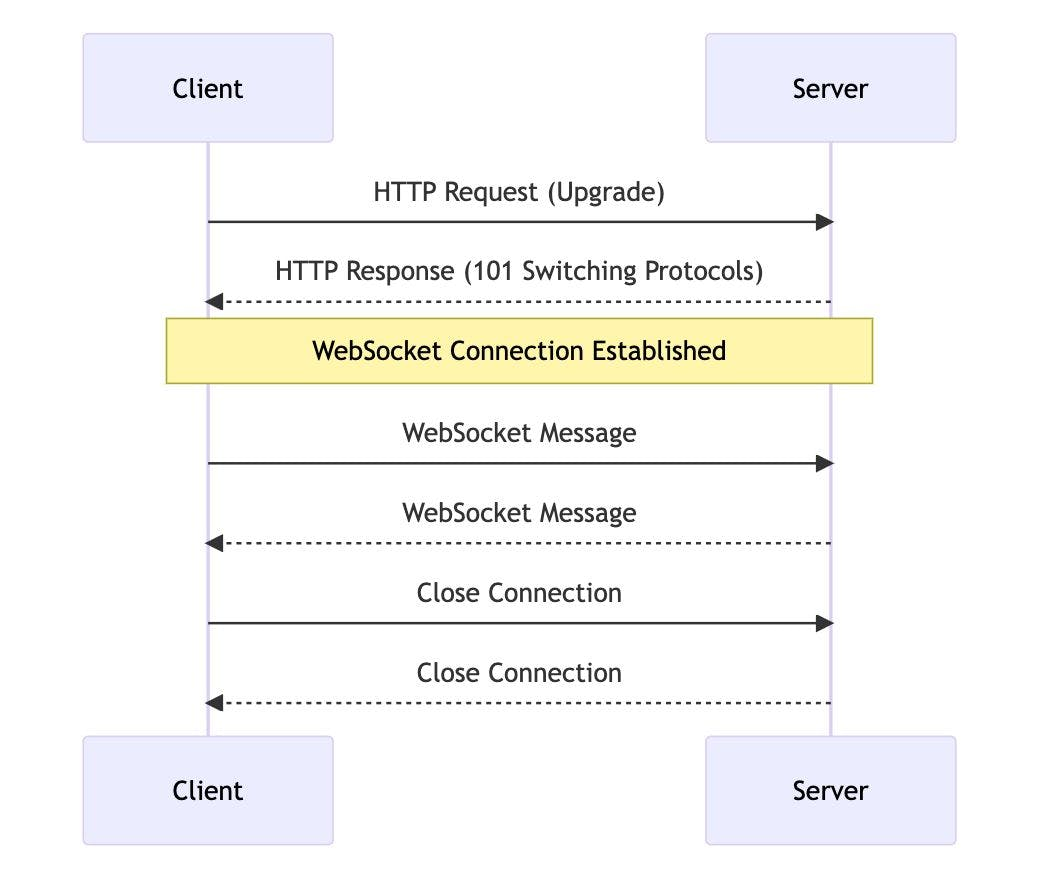 Client
Server
HTTP Request (Upgrade)
HTTP Response (101 Switching Protocols)
WebSocket Connection Established
WebSocket Message
WebSocket Message
Close Connection
Close Connection
Client
Server